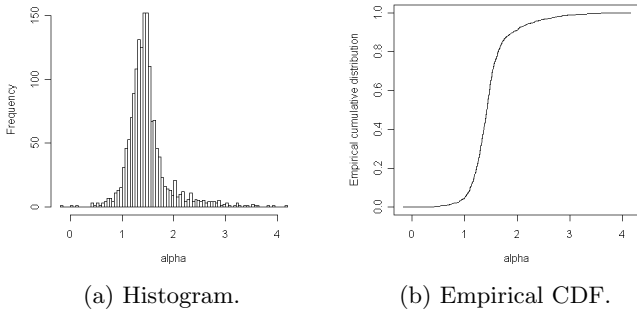 Frequency
150
100
50
0
0 1 2 3 4
alpha
(a) Histogram.
Empirical cumulative distribution
1.0
0.8
0.6
0.4
0.2
0.0
0 1 2 3 4
alpha
(b) Empirical CDF.